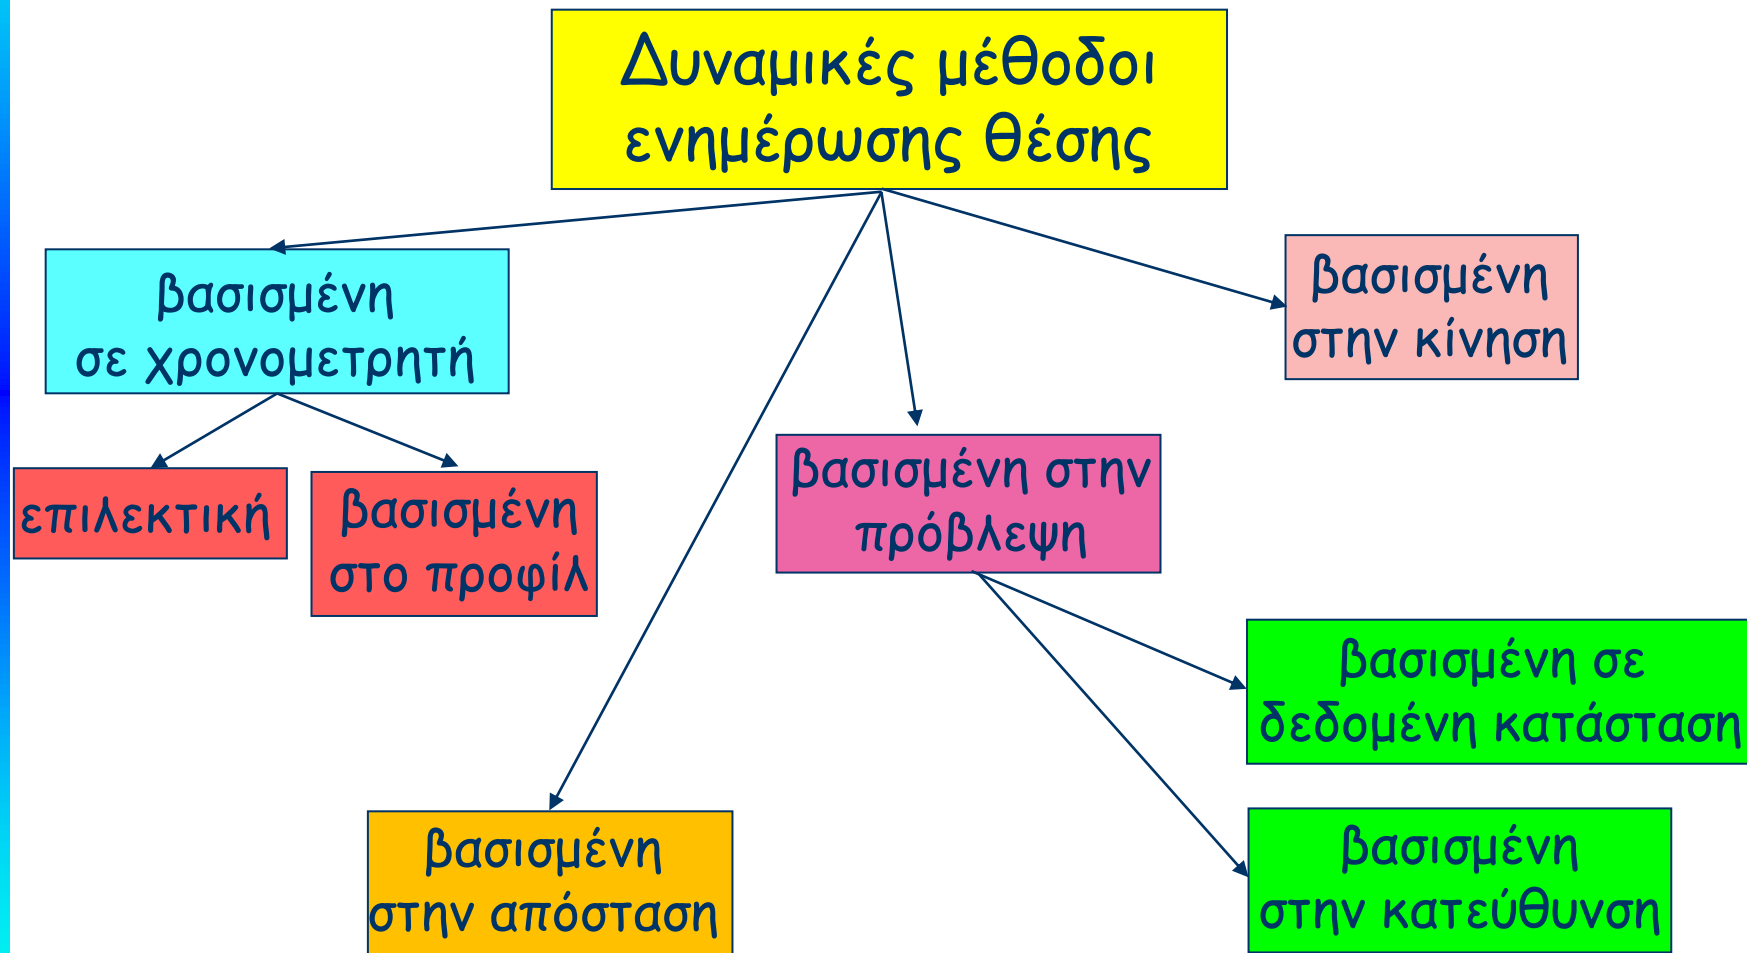 Δυναμικές μέθοδοι
ενημέρωσης θέσης
βασισμένη
σε χρονομετρητή
βασισμένη
στην κίνηση
επιλεκτική
βασισμένη
στο προφίλ
βασισμένη στην
πρόβλεψη
βασισμένη σε
δεδομένη κατάσταση
βασισμένη
στην απόσταση
βασισμένη
στην κατεύθυνση